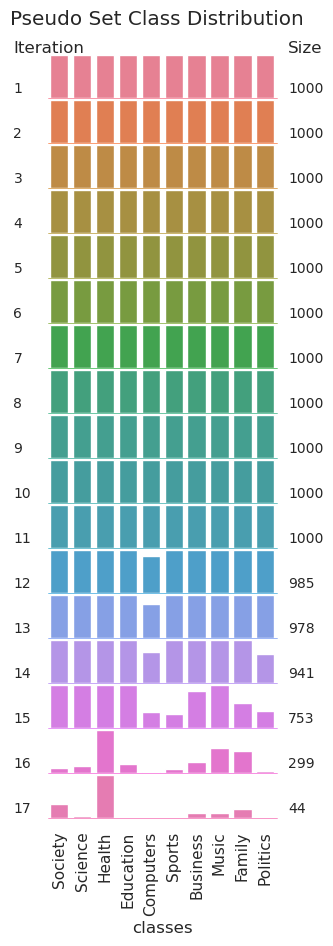 Pseudo Set Class Distribution
Iteration Size
1 1000
2 1000
3 1000
4 1000
5 1000
6 1000
7 1000
8 1000
9 1000
10 1000
11 1000
12 985
13 978
14 941
15 753
16 299
17 44
Society
Science
Health
Education
Computers
Sports
Business
Music
Family
Politics
classes